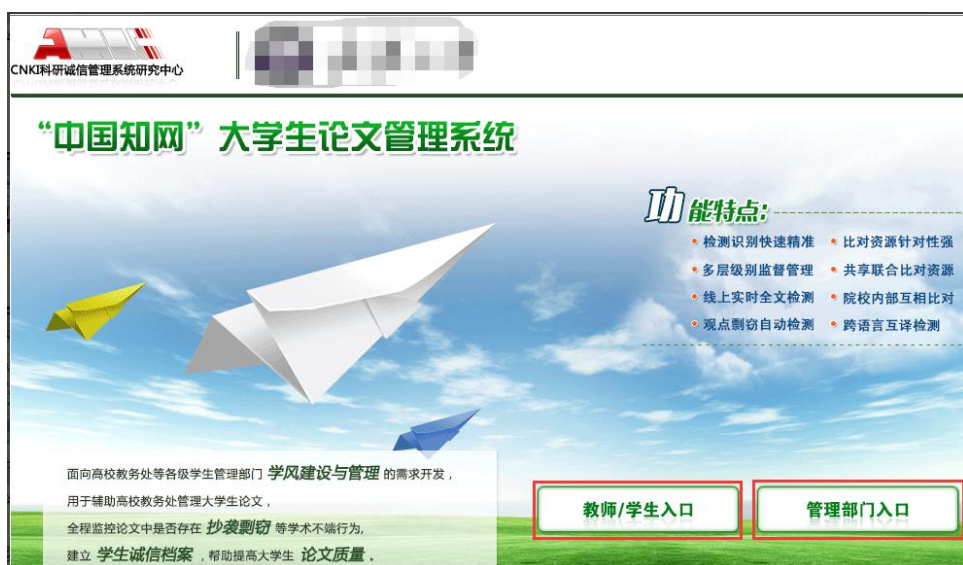 CNKI科研诚信管理系统研究中心
“中国知网”大学生论文管理系统
功能特点:
• 检测识别快速精准 • 比对资源针对性强
• 多层级别监督管理 • 共享联合比对资源
• 线上实时全文检测 • 院校内部互相比对
• 观点剽窃自动检测 • 跨语言互译检测
面向高校教务处等各级学生管理部门 学风建设与管理 的需求开发，
用于辅助高校教务处管理大学生论文，
全程监控论文中是否存在 抄袭剽窃 等学术不端行为，
建立 学生诚信档案 ，帮助提高大学生 论文质量．
教师/学生入口 管理部门入口